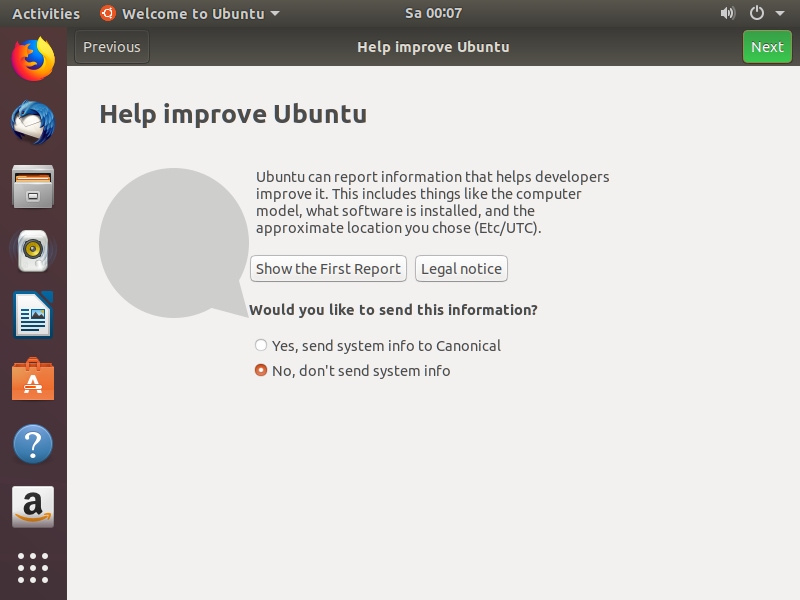 Activities Welcome to Ubuntu Sa 00:07
Previous Help improve Ubuntu Next
Help improve Ubuntu
Ubuntu can report information that helps developers
improve it. This includes things like the computer
model, what software is installed, and the
approximate location you chose (Etc/UTC).
Show the First Report Legal notice
Would you like to send this information?
Yes, send system info to Canonical
No, don't send system info